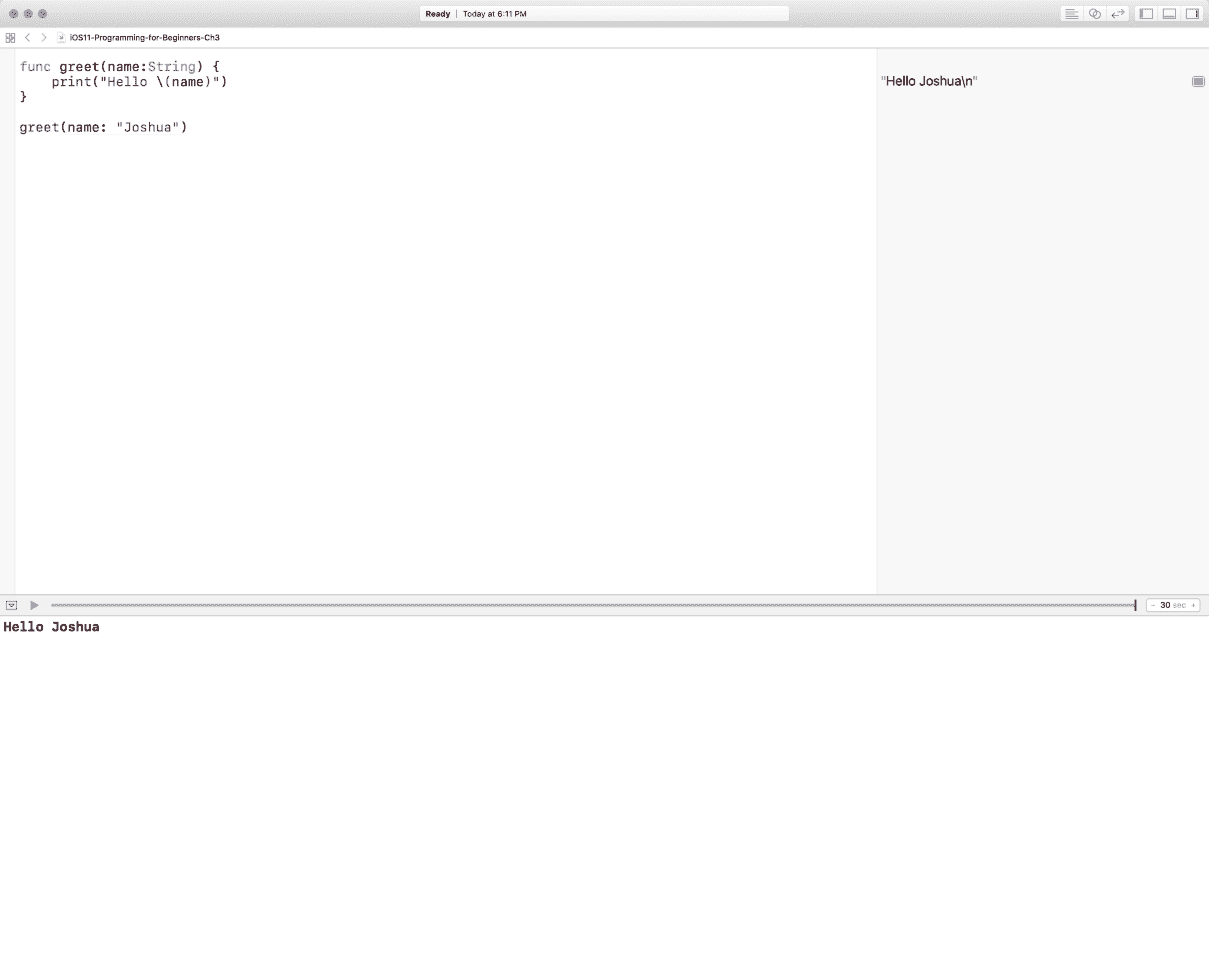 Ready | Today at 6:11 PM
iOS11-Programming-for-Beginners-Ch3
func greet(name:String) {
    print("Hello \(name)")
}
greet(name: "Joshua")
"Hello Joshua\n"
- 30 sec +
Hello Joshua